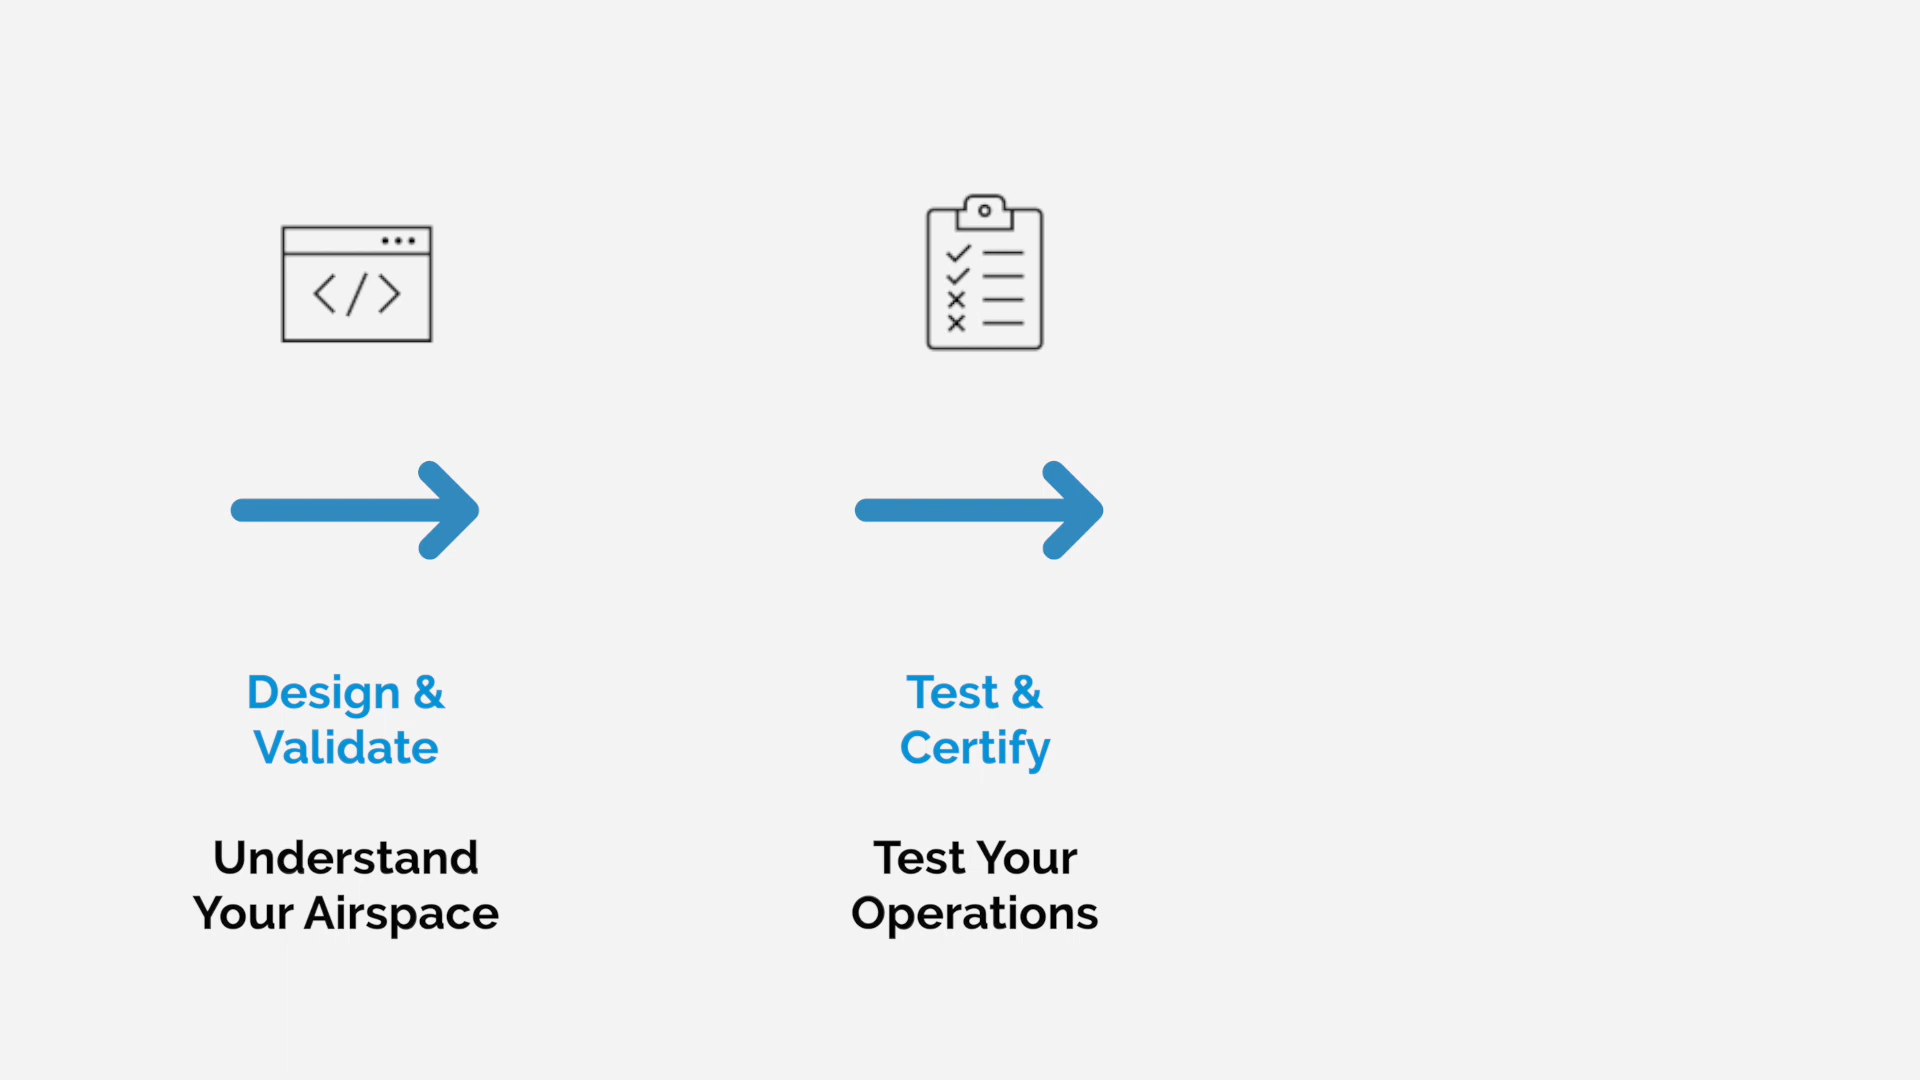 Design &
Validate
Understand
Your Airspace
Test &
Certify
Test Your
Operations